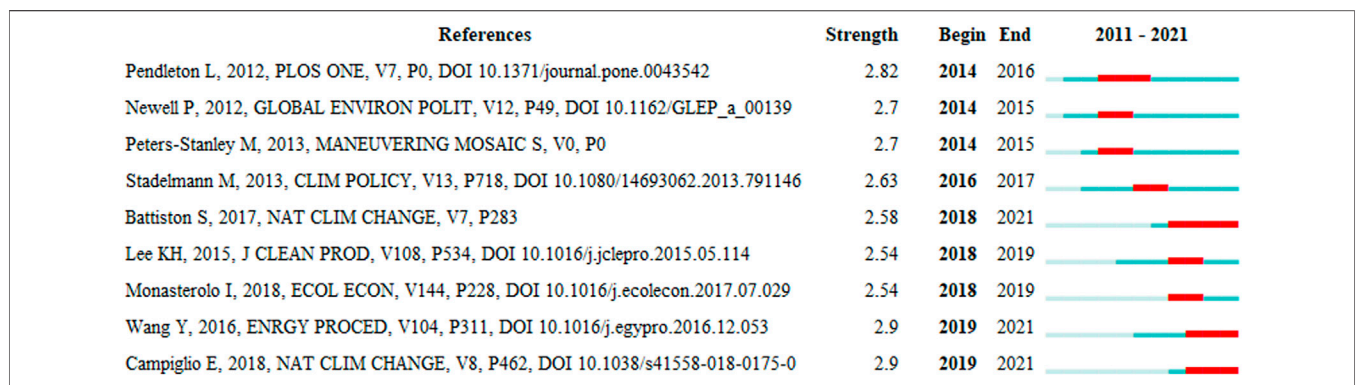 References Strength Begin End 2011 - 2021
Pendleton L, 2012, PLOS ONE, V7, P0, DOI 10.1371/journal.pone.0043542 2.82 2014 2016
Newell P, 2012, GLOBAL ENVIRON POLIT, V12, P49, DOI 10.1162/GLEP_a_00139 2.7 2014 2015
Peters-Stanley M, 2013, MANEUVERING MOSAIC S, V0, P0 2.7 2014 2015
Stadelmann M, 2013, CLIM POLICY, V13, P718, DOI 10.1080/14693062.2013.791146 2.63 2016 2017
Battiston S, 2017, NAT CLIM CHANGE, V7, P283 2.58 2018 2021
Lee KH, 2015, J CLEAN PROD, V108, P534, DOI 10.1016/j.jclepro.2015.05.114 2.54 2018 2019
Monasterolo I, 2018, ECOL ECON, V144, P228, DOI 10.1016/j.ecolecon.2017.07.029 2.54 2018 2019
Wang Y, 2016, ENRGY PROCED, V104, P311, DOI 10.1016/j.egypro.2016.12.053 2.9 2019 2021
Campiglio E, 2018, NAT CLIM CHANGE, V8, P462, DOI 10.1038/s41558-018-0175-0 2.9 2019 2021